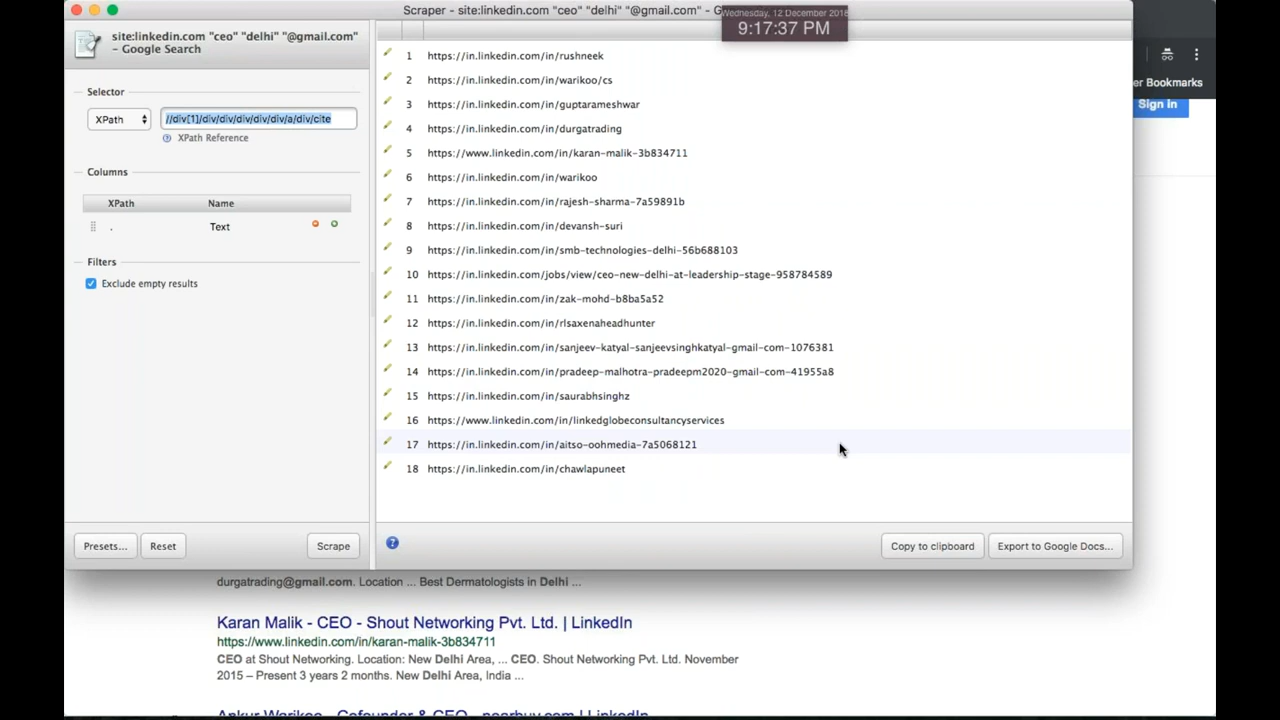 Scraper - site:linkedin.com "ceo" "delhi" "@gmail.com" - G
Wednesday, 12 December 2018
9:17:37 PM
site:linkedin.com "ceo" "delhi" "@gmail.com"
- Google Search
Selector
XPath
//div[1]/div/div/div/div/div/a/div/cite
XPath Reference
Columns
XPath Name
. Text
Filters
Exclude empty results
Presets...
Reset
Scrape
1 https://in.linkedin.com/in/rushneek
2 https://in.linkedin.com/in/warikoo/cs
3 https://in.linkedin.com/in/guptarameshwar
4 https://in.linkedin.com/in/durgatrading
5 https://www.linkedin.com/in/karan-malik-3b834711
6 https://in.linkedin.com/in/warikoo
7 https://in.linkedin.com/in/rajesh-sharma-7a59891b
8 https://in.linkedin.com/in/devansh-suri
9 https://in.linkedin.com/in/smb-technologies-delhi-56b688103
10 https://in.linkedin.com/jobs/view/ceo-new-delhi-at-leadership-stage-958784589
11 https://in.linkedin.com/in/zak-mohd-b8ba5a52
12 https://in.linkedin.com/in/rlsaxenaheadhunter
13 https://in.linkedin.com/in/sanjeev-katyal-sanjeevsinghkatyal-gmail-com-1076381
14 https://in.linkedin.com/in/pradeep-malhotra-pradeepm2020-gmail-com-41955a8
15 https://in.linkedin.com/in/saurabhsinghz
16 https://www.linkedin.com/in/linkedglobeconsultancyservices
17 https://in.linkedin.com/in/aitso-oohmedia-7a5068121
18 https://in.linkedin.com/in/chawlapuneet
Copy to clipboard
Export to Google Docs...
er Bookmarks
Sign in
durgatrading@gmail.com. Location ... Best Dermatologists in Delhi ...
Karan Malik - CEO - Shout Networking Pvt. Ltd. | LinkedIn
https://www.linkedin.com/in/karan-malik-3b834711
CEO at Shout Networking. Location: New Delhi Area, ... CEO. Shout Networking Pvt. Ltd. November
2015 – Present 3 years 2 months. New Delhi Area, India ...
Ankur Warikoo - Cofounder & CEO - nearbuy.com | LinkedIn